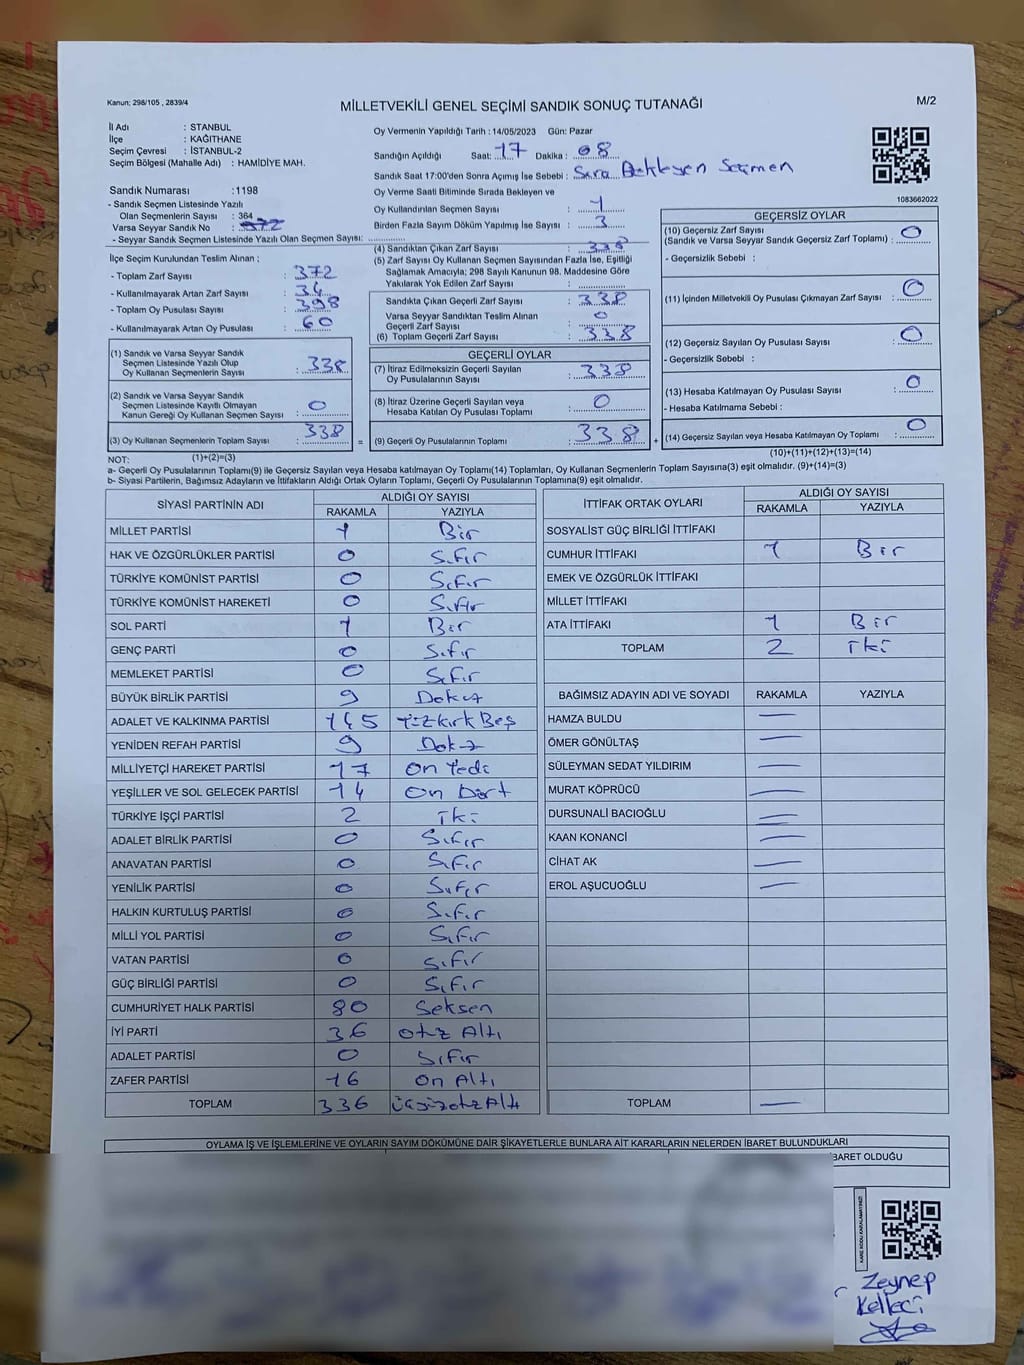 Kanun; 298/105 , 2839/4
MİLLETVEKİLİ GENEL SEÇİMİ SANDIK SONUÇ TUTANAĞI
M/2
İl Adı : STANBUL
İlçe : KAĞITHANE
Seçim Çevresi : İSTANBUL-2
Seçim Bölgesi (Mahalle Adı) : HAMİDİYE MAH.
Oy Vermenin Yapıldığı Tarih : 14/05/2023 Gün: Pazar
Sandığın Açıldığı Saat: 17 Dakika : 08
Sandık Saat 17:00'den Sonra Açımış İse Sebebi : Sıra Bekleyen Seçmen
Oy Verme Saati Bitiminde Sırada Bekleyen ve
Oy Kullandırılan Seçmen Sayısı : 1
Birden Fazla Sayım Döküm Yapılmış İse Sayısı : 3
1083662022
Sandık Numarası :1198
- Sandık Seçmen Listesinde Yazılı
Olan Seçmenlerin Sayısı : 364
Varsa Seyyar Sandık No :
- Seyyar Sandık Seçmen Listesinde Yazılı Olan Seçmen Sayısı:
İlçe Seçim Kurulundan Teslim Alınan ;
- Toplam Zarf Sayısı : 372
- Kullanılmayarak Artan Zarf Sayısı : 34
- Toplam Oy Pusulası Sayısı : 398
- Kullanılmayarak Artan Oy Pusulası : 60
(1) Sandık ve Varsa Seyyar Sandık
Seçmen Listesinde Yazılı Olup
Oy Kullanan Seçmenlerin Sayısı : 338
(2) Sandık ve Varsa Seyyar Sandık
Seçmen Listesinde Kayıtlı Olmayan
Kanun Gereği Oy Kullanan Seçmen Sayısı : 0
(3) Oy Kullanan Seçmenlerin Toplam Sayısı : 338 =
(4) Sandıktan Çıkan Zarf Sayısı : 338
(5) Zarf Sayısı Oy Kullanan Seçmen Sayısından Fazla İse, Eşitliği
Sağlamak Amacıyla; 298 Sayılı Kanunun 98. Maddesine Göre
Yakılarak Yok Edilen Zarf Sayısı :
Sandıkta Çıkan Geçerli Zarf Sayısı : 338
Varsa Seyyar Sandıktan Teslim Alınan
Geçerli Zarf Sayısı : 0
(6) Toplam Geçerli Zarf Sayısı : 338
GEÇERLİ OYLAR
(7) İtiraz Edilmeksizin Geçerli Sayılan
Oy Pusulalarının Sayısı : 338
(8) İtiraz Üzerine Geçerli Sayılan veya
Hesaba Katılan Oy Pusulası Toplamı : 0
(9) Geçerli Oy Pusulalarının Toplamı : 338 +
GEÇERSİZ OYLAR
(10) Geçersiz Zarf Sayısı
(Sandık ve Varsa Seyyar Sandık Geçersiz Zarf Toplamı) : 0
- Geçersizlik Sebebi :
(11) İçinden Milletvekili Oy Pusulası Çıkmayan Zarf Sayısı : 0
(12) Geçersiz Sayılan Oy Pusulası Sayısı : 0
- Geçersizlik Sebebi :
(13) Hesaba Katılmayan Oy Pusulası Sayısı : 0
- Hesaba Katılmama Sebebi :
(14) Geçersiz Sayılan veya Hesaba Katılmayan Oy Toplamı : 0
NOT: (1)+(2)=(3)
(10)+(11)+(12)+(13)=(14)
a- Geçerli Oy Pusulalarının Toplamı(9) ile Geçersiz Sayılan veya Hesaba katılmayan Oy Toplamı(14) Toplamları, Oy Kullanan Seçmenlerin Toplam Sayısına(3) eşit olmalıdır. (9)+(14)=(3)
b- Siyasi Partilerin, Bağımsız Adayların ve İttifakların Aldığı Ortak Oyların Toplamı, Geçerli Oy Pusulalarının Toplamına(9) eşit olmalıdır.
SİYASİ PARTİNİN ADI ALDIĞI OY SAYISI
RAKAMLA YAZIYLA
MİLLET PARTİSİ 1 Bir
HAK VE ÖZGÜRLÜKLER PARTİSİ 0 Sıfır
TÜRKİYE KOMÜNİST PARTİSİ 0 Sıfır
TÜRKİYE KOMÜNİST HAREKETİ 0 Sıfır
SOL PARTİ 1 Bir
GENÇ PARTİ 0 Sıfır
MEMLEKET PARTİSİ 0 Sıfır
BÜYÜK BİRLİK PARTİSİ 9 Dokuz
ADALET VE KALKINMA PARTİSİ 145 YüzKırkBeş
YENİDEN REFAH PARTİSİ 9 Dokuz
MİLLİYETÇİ HAREKET PARTİSİ 17 On Yedi
YEŞİLLER VE SOL GELECEK PARTİSİ 14 On Dört
TÜRKİYE İŞÇİ PARTİSİ 2 iki
ADALET BİRLİK PARTİSİ 0 Sıfır
ANAVATAN PARTİSİ 0 Sıfır
YENİLİK PARTİSİ 0 Sıfır
HALKIN KURTULUŞ PARTİSİ 0 Sıfır
MİLLİ YOL PARTİSİ 0 Sıfır
VATAN PARTİSİ 0 Sıfır
GÜÇ BİRLİĞİ PARTİSİ 0 Sıfır
CUMHURİYET HALK PARTİSİ 80 Seksen
İYİ PARTİ 36 Otuz Altı
ADALET PARTİSİ 0 Sıfır
ZAFER PARTİSİ 16 On Altı
TOPLAM 336 üçyüzotuzAltı
İTTİFAK ORTAK OYLARI ALDIĞI OY SAYISI
RAKAMLA YAZIYLA
SOSYALİST GÜÇ BİRLİĞİ İTTİFAKI
CUMHUR İTTİFAKI 1 Bir
EMEK VE ÖZGÜRLÜK İTTİFAKI
MİLLET İTTİFAKI
ATA İTTİFAKI 1 Bir
TOPLAM 2 iki
BAĞIMSIZ ADAYIN ADI VE SOYADI RAKAMLA YAZIYLA
HAMZA BULDU —
ÖMER GÖNÜLTAŞ —
SÜLEYMAN SEDAT YILDIRIM —
MURAT KÖPRÜCÜ —
DURSUNALİ BACIOĞLU —
KAAN KONANCİ —
CİHAT AK —
EROL AŞUCUOĞLU —
TOPLAM —
OYLAMA İŞ VE İŞLEMLERİNE VE OYLARIN SAYIM DÖKÜMÜNE DAİR ŞİKAYETLERLE BUNLARA AİT KARARLARIN NELERDEN İBARET BULUNDUKLARI
BARET OLDUĞU
Zeynep
Kelleci